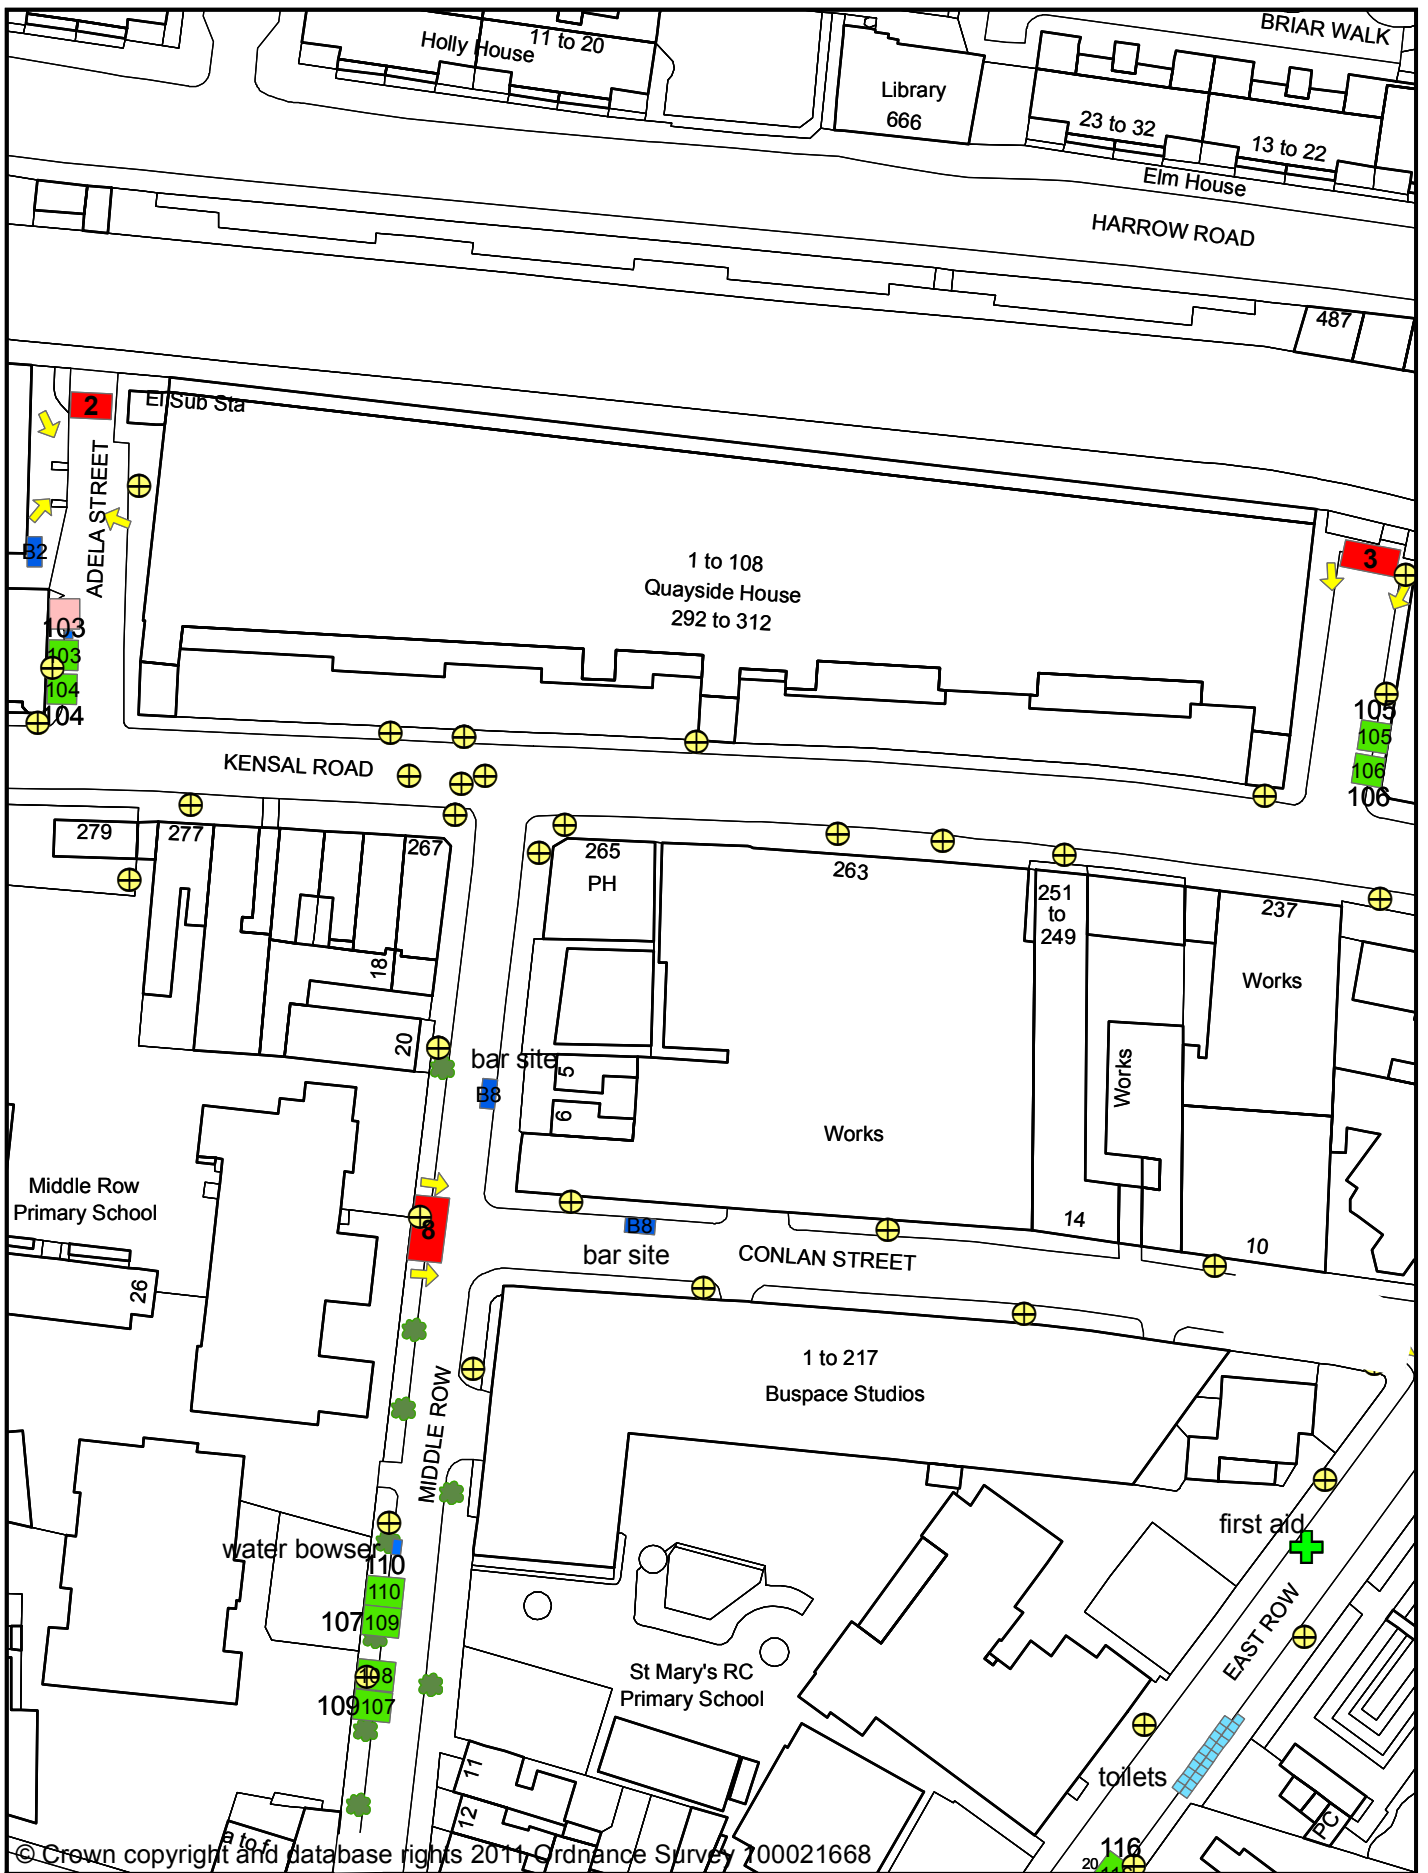 BRIAR WALK
11 to 20
Holly House
Library
666
23 to 32
13 to 22
Elm House
HARROW ROAD
487
2
El Sub Sta
ADELA STREET
B2
3
1 to 108
Quayside House
292 to 312
103
103
104
104
105
105
106
106
KENSAL ROAD
279
277
267
265
PH
263
251
to
249
237
Works
18
20
bar site
B8
5
6
Works
Works
Middle Row
Primary School
26
8
B8
bar site
CONLAN STREET
14
10
1 to 217
Buspace Studios
MIDDLE ROW
water bowser
110
110
107
109
108
109
107
first aid
EAST ROW
St Mary's RC
Primary School
toilets
11
12
PC
a to f
116
20
© Crown copyright and database rights 2011 Ordnance Survey 100021668